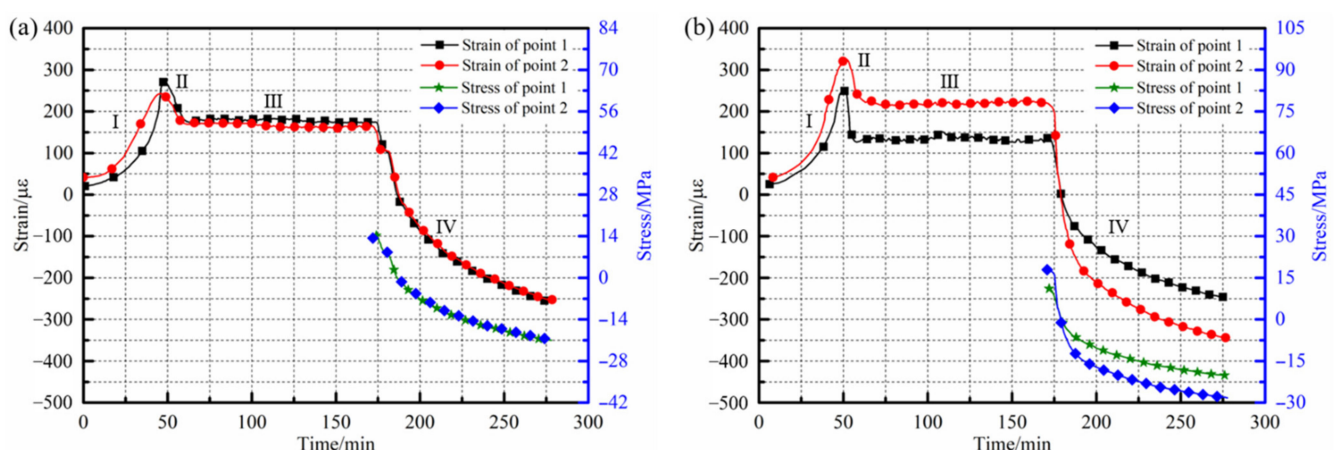 (a)
400
300
200
100
0
−100
−200
−300
−400
−500
Strain/με
84
70
56
42
28
14
0
−14
−28
−42
Stress/MPa
Strain of point 1
Strain of point 2
Stress of point 1
Stress of point 2
I
II
III
IV
0
50
100
150
200
250
300
Time/min
(b)
400
300
200
100
0
−100
−200
−300
−400
−500
Strain/με
105
90
75
60
45
30
15
0
−15
−30
Stress/MPa
Strain of point 1
Strain of point 2
Stress of point 1
Stress of point 2
I
II
III
IV
0
50
100
150
200
250
300
Time/min